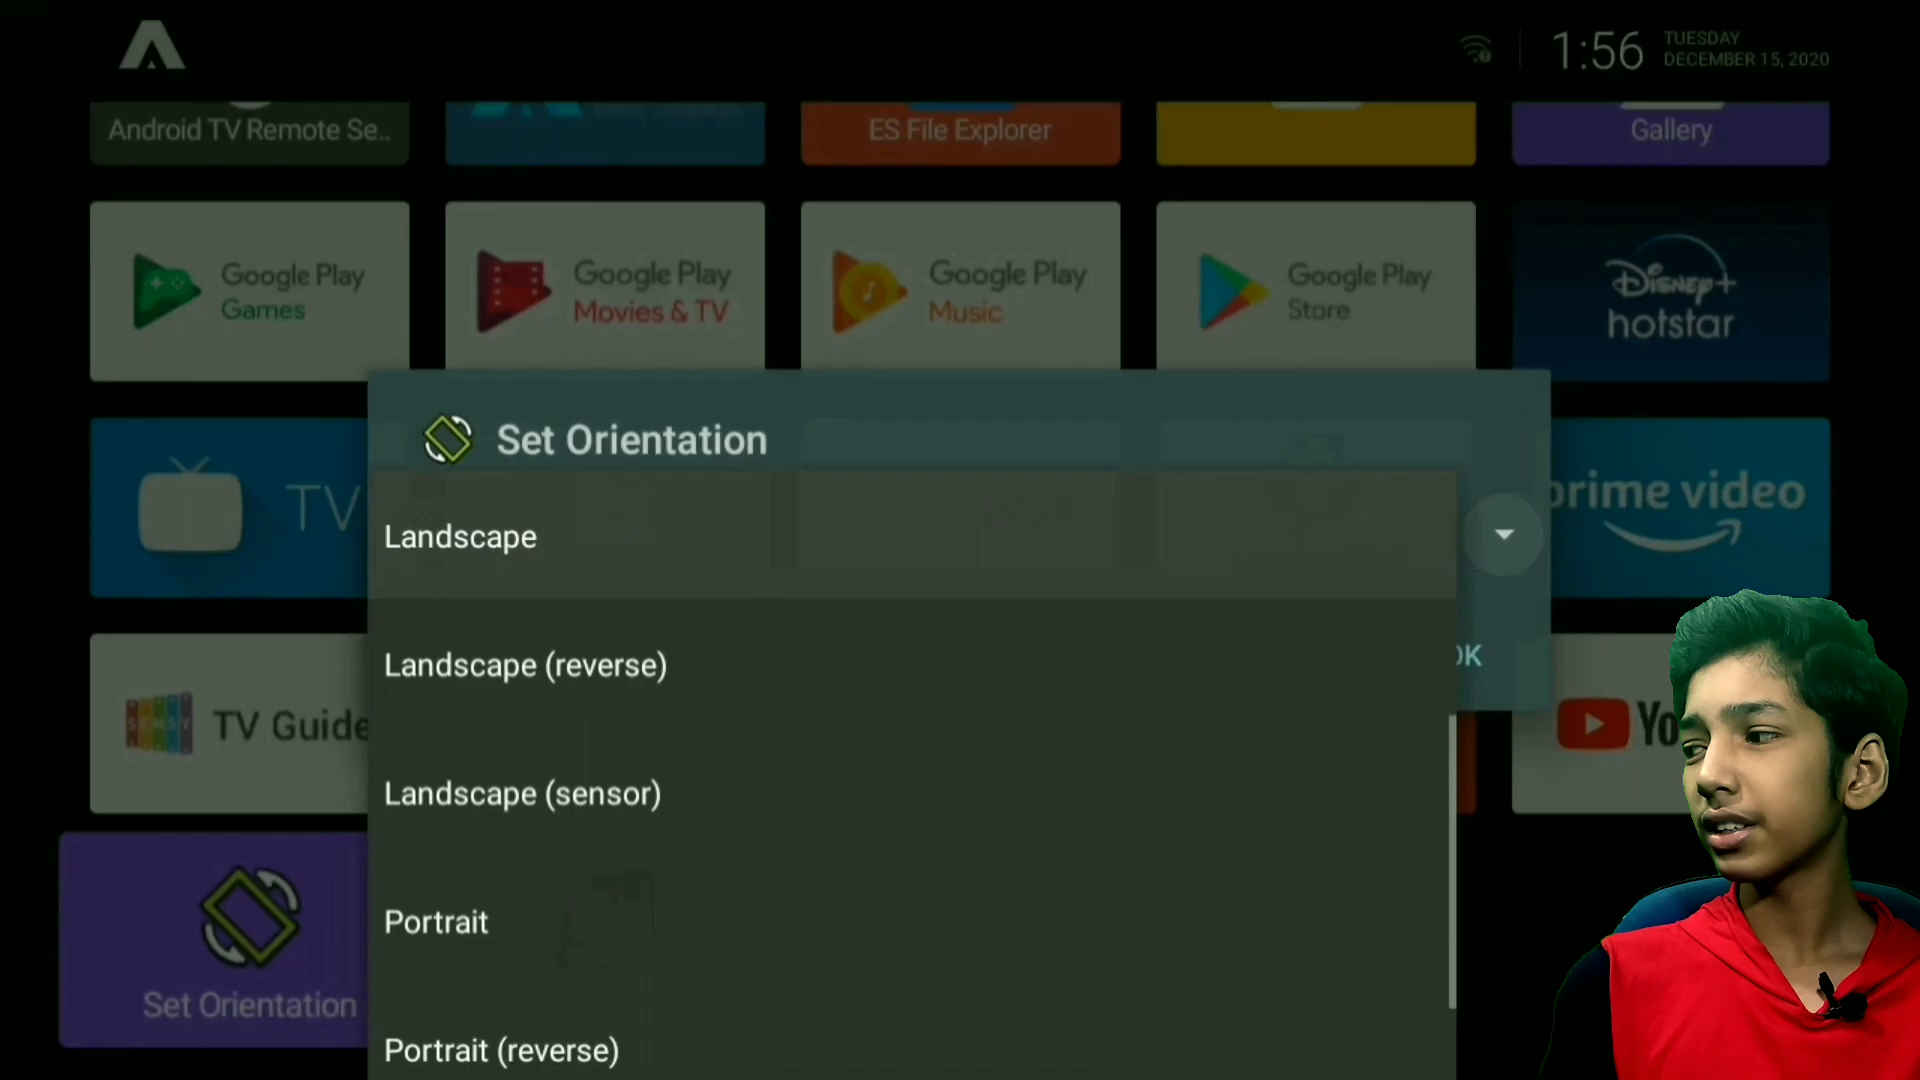 1:56
TUESDAY
DECEMBER 15, 2020
Android TV Remote Se..
ES File Explorer
Gallery
Google Play
Games
Google Play
Movies & TV
Google Play
Music
Google Play
Store
Disney+
hotstar
Set Orientation
TV
prime video
Landscape
Landscape (reverse)
OK
TV Guide
Yo
Landscape (sensor)
Portrait
Set Orientation
Portrait (reverse)